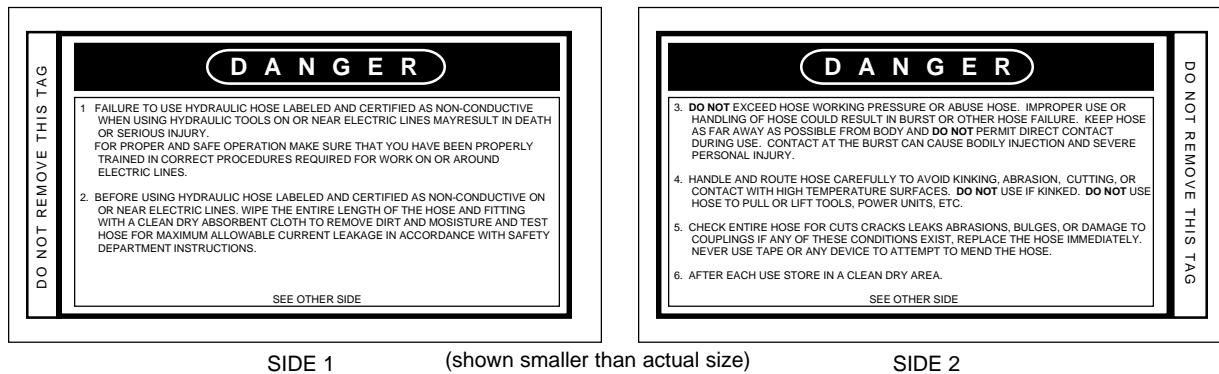 DO NOT REMOVE THIS TAG
DANGER
1 FAILURE TO USE HYDRAULIC HOSE LABELED AND CERTIFIED AS NON-CONDUCTIVE
WHEN USING HYDRAULIC TOOLS ON OR NEAR ELECTRIC LINES MAYRESULT IN DEATH
OR SERIOUS INJURY.
FOR PROPER AND SAFE OPERATION MAKE SURE THAT YOU HAVE BEEN PROPERLY
TRAINED IN CORRECT PROCEDURES REQUIRED FOR WORK ON OR AROUND
ELECTRIC LINES.
2. BEFORE USING HYDRAULIC HOSE LABELED AND CERTIFIED AS NON-CONDUCTIVE ON
OR NEAR ELECTRIC LINES. WIPE THE ENTIRE LENGTH OF THE HOSE AND FITTING
WITH A CLEAN DRY ABSORBENT CLOTH TO REMOVE DIRT AND MOSISTURE AND TEST
HOSE FOR MAXIMUM ALLOWABLE CURRENT LEAKAGE IN ACCORDANCE WITH SAFETY
DEPARTMENT INSTRUCTIONS.
SEE OTHER SIDE
DANGER
3. DO NOT EXCEED HOSE WORKING PRESSURE OR ABUSE HOSE. IMPROPER USE OR
HANDLING OF HOSE COULD RESULT IN BURST OR OTHER HOSE FAILURE. KEEP HOSE
AS FAR AWAY AS POSSIBLE FROM BODY AND DO NOT PERMIT DIRECT CONTACT
DURING USE. CONTACT AT THE BURST CAN CAUSE BODILY INJECTION AND SEVERE
PERSONAL INJURY.
4. HANDLE AND ROUTE HOSE CAREFULLY TO AVOID KINKING, ABRASION, CUTTING, OR
CONTACT WITH HIGH TEMPERATURE SURFACES. DO NOT USE IF KINKED. DO NOT USE
HOSE TO PULL OR LIFT TOOLS, POWER UNITS, ETC.
5. CHECK ENTIRE HOSE FOR CUTS CRACKS LEAKS ABRASIONS, BULGES, OR DAMAGE TO
COUPLINGS IF ANY OF THESE CONDITIONS EXIST, REPLACE THE HOSE IMMEDIATELY.
NEVER USE TAPE OR ANY DEVICE TO ATTEMPT TO MEND THE HOSE.
6. AFTER EACH USE STORE IN A CLEAN DRY AREA.
SEE OTHER SIDE
DO NOT REMOVE THIS TAG
SIDE 1
(shown smaller than actual size)
SIDE 2